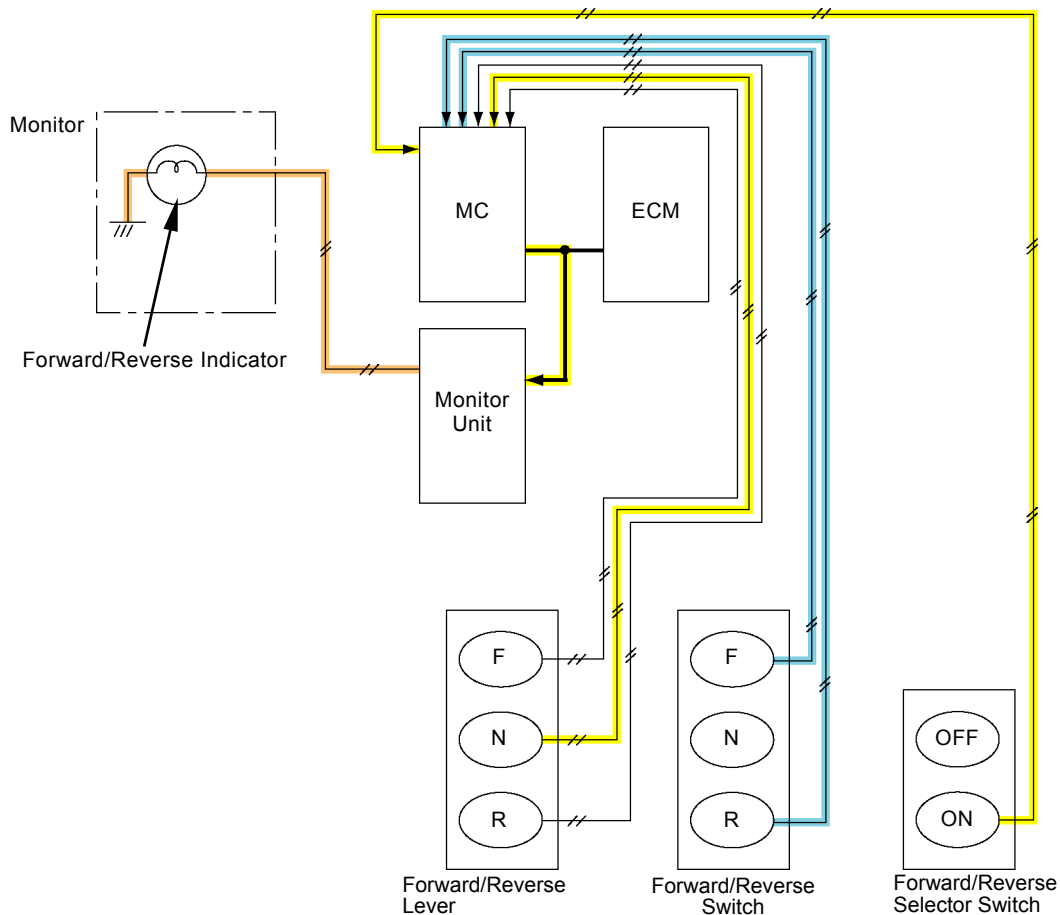 Monitor
MC
ECM
Forward/Reverse Indicator
Monitor
Unit
F
N
R
F
N
R
OFF
ON
Forward/Reverse
Lever
Forward/Reverse
Switch
Forward/Reverse
Selector Switch